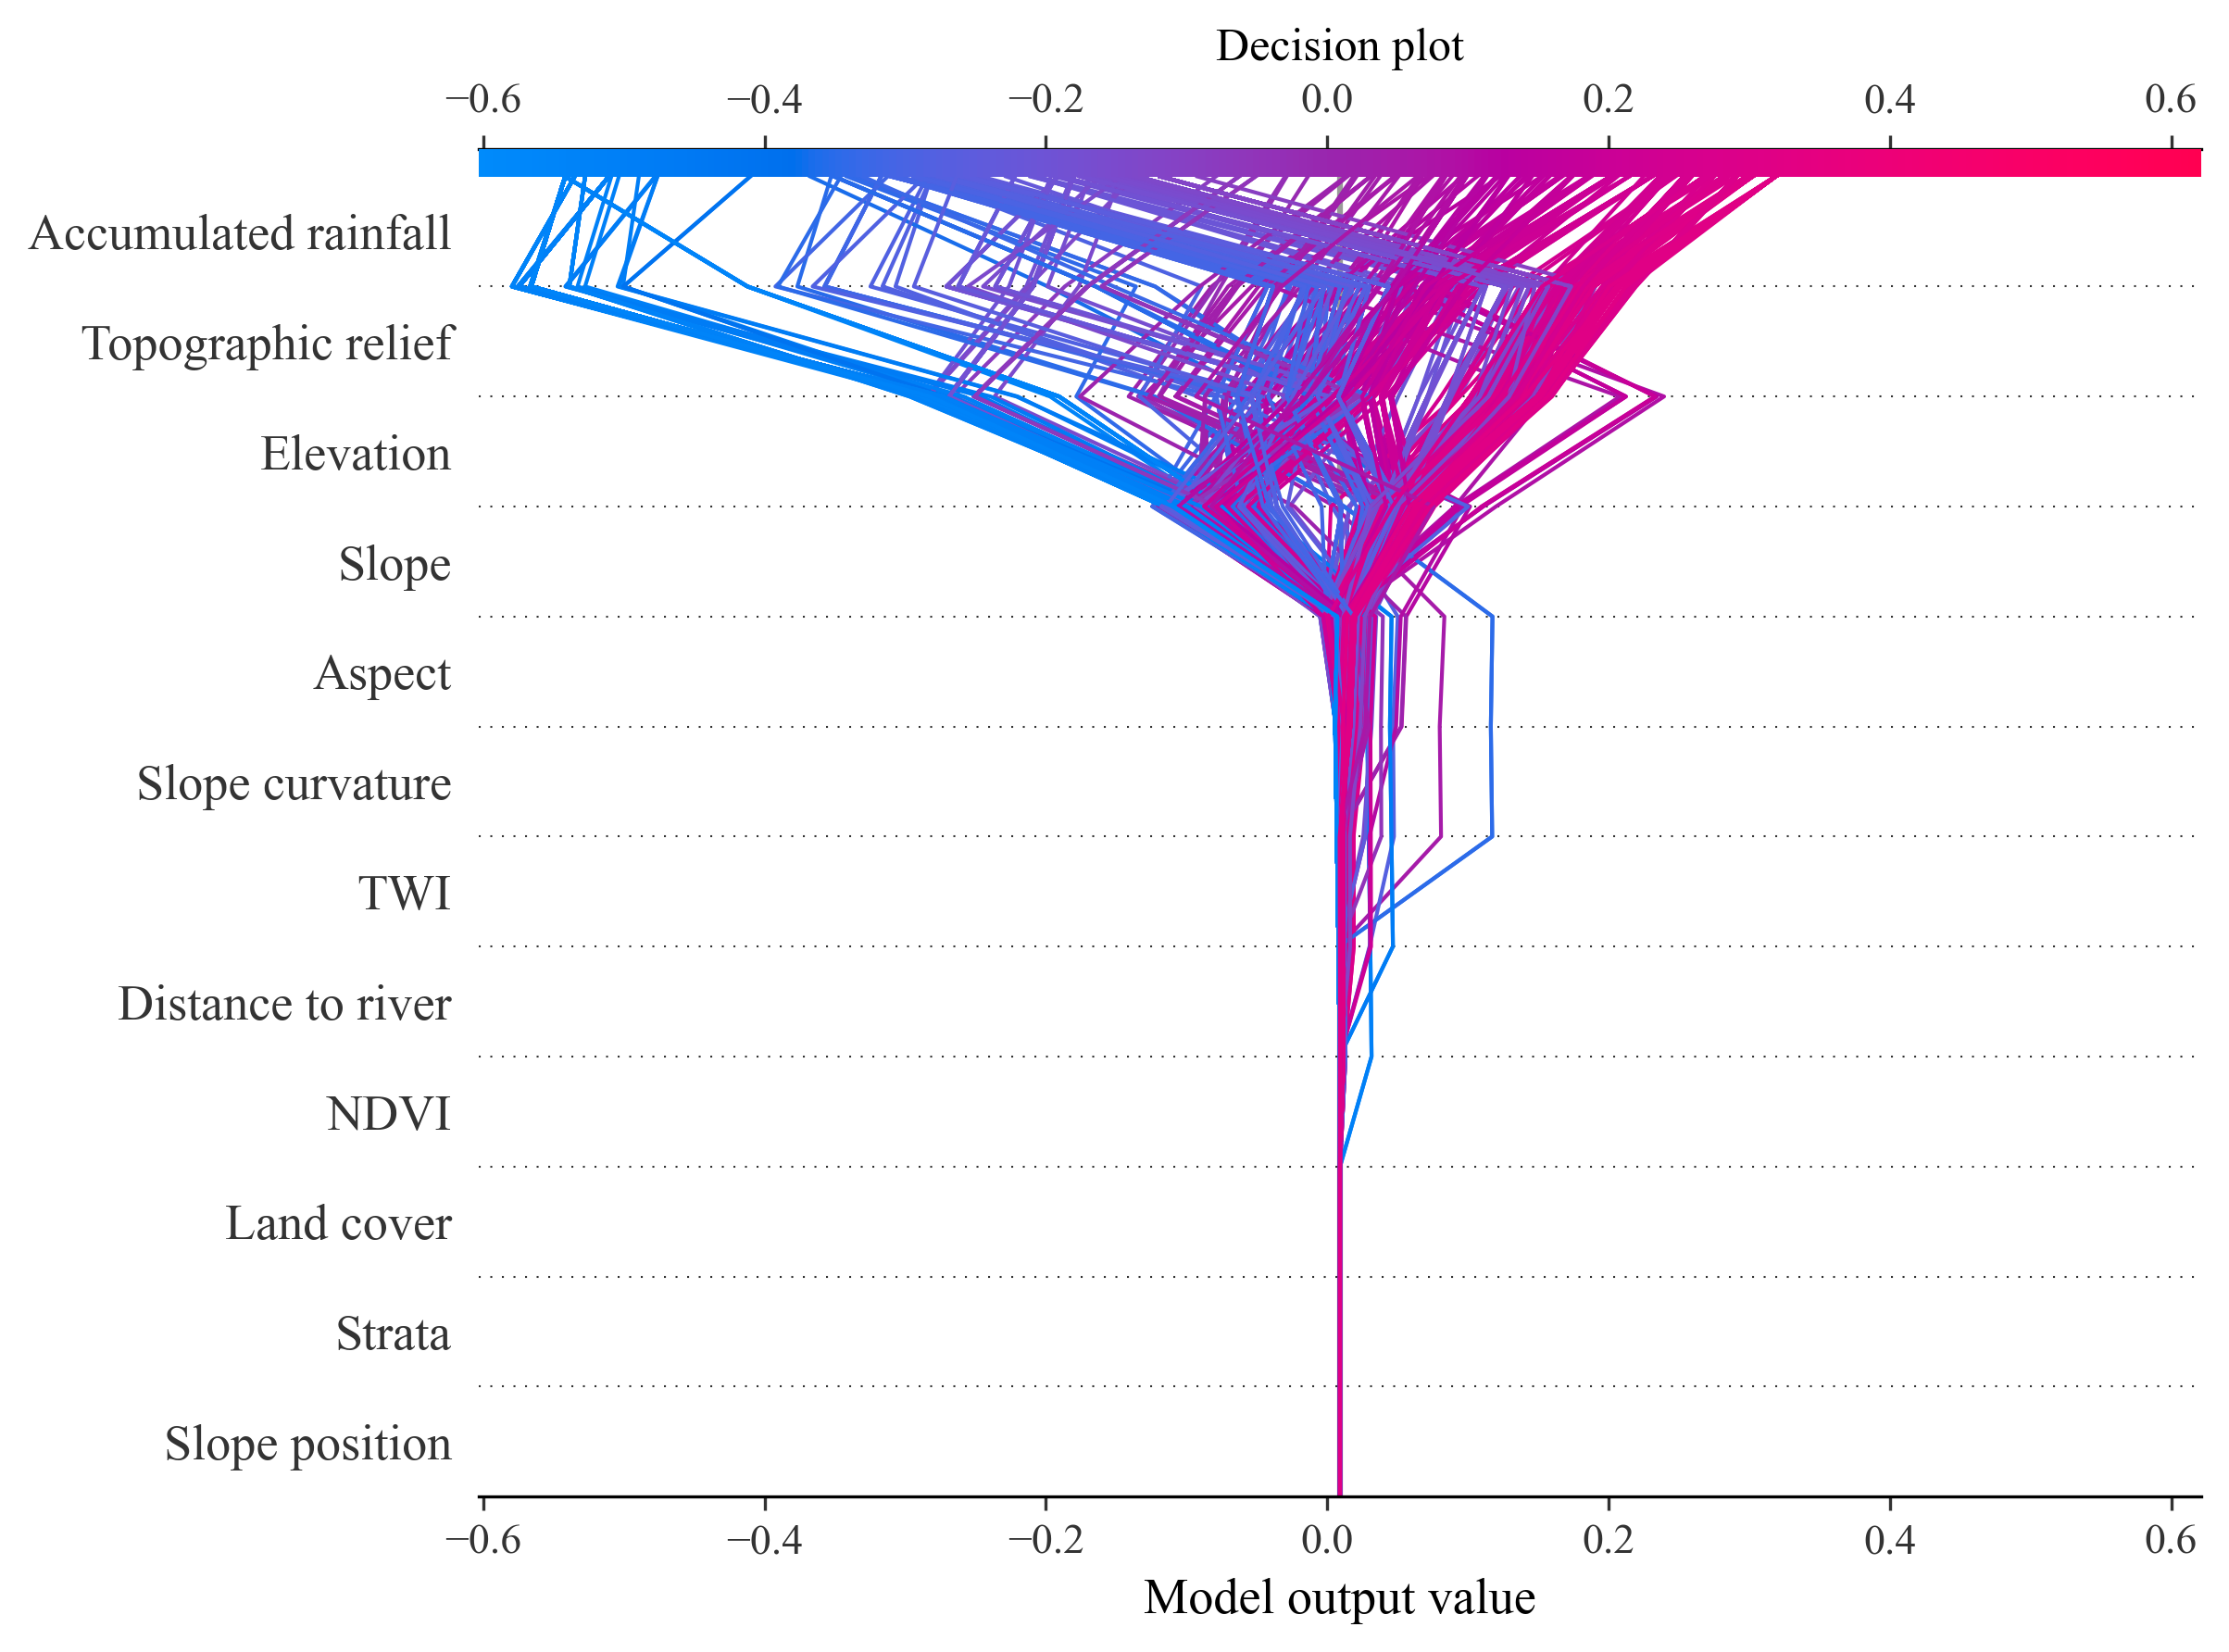 Decision plot
−0.6 −0.4 −0.2 0.0 0.2 0.4 0.6
Accumulated rainfall
Topographic relief
Elevation
Slope
Aspect
Slope curvature
TWI
Distance to river
NDVI
Land cover
Strata
Slope position
−0.6 −0.4 −0.2 0.0 0.2 0.4 0.6
Model output value